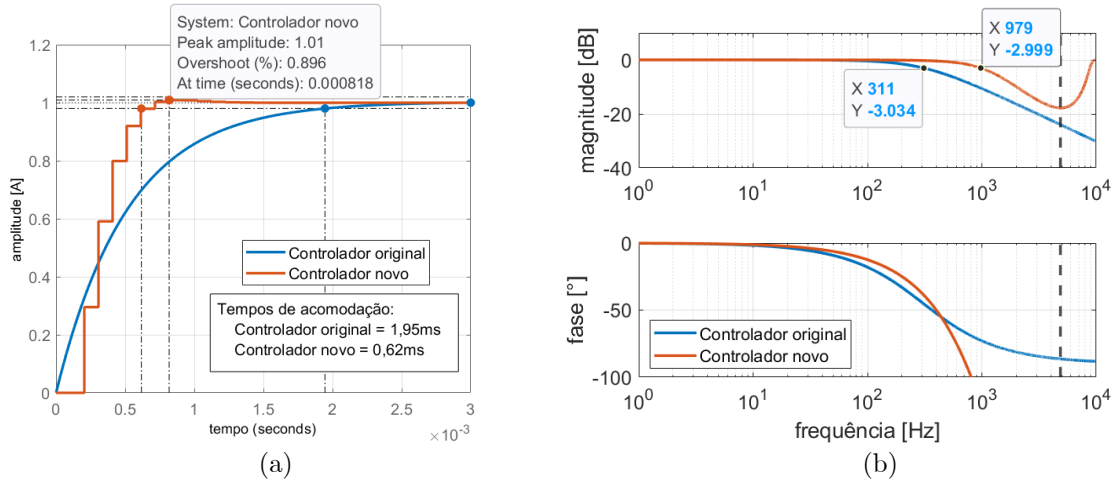 System: Controlador novo
Peak amplitude: 1.01
Overshoot (%): 0.896
At time (seconds): 0.000818
1.2
1
0.8
0.6
0.4
0.2
0
amplitude [A]
Controlador original
Controlador novo
Tempos de acomodação:
Controlador original = 1,95ms
Controlador novo = 0,62ms
0 0.5 1 1.5 2 2.5 3
tempo (seconds)
×10⁻³
(a)
X 979
Y -2.999
X 311
Y -3.034
0
-20
-40
magnitude [dB]
10⁰ 10¹ 10² 10³ 10⁴
0
-50
-100
fase [°]
Controlador original
Controlador novo
10⁰ 10¹ 10² 10³ 10⁴
frequência [Hz]
(b)